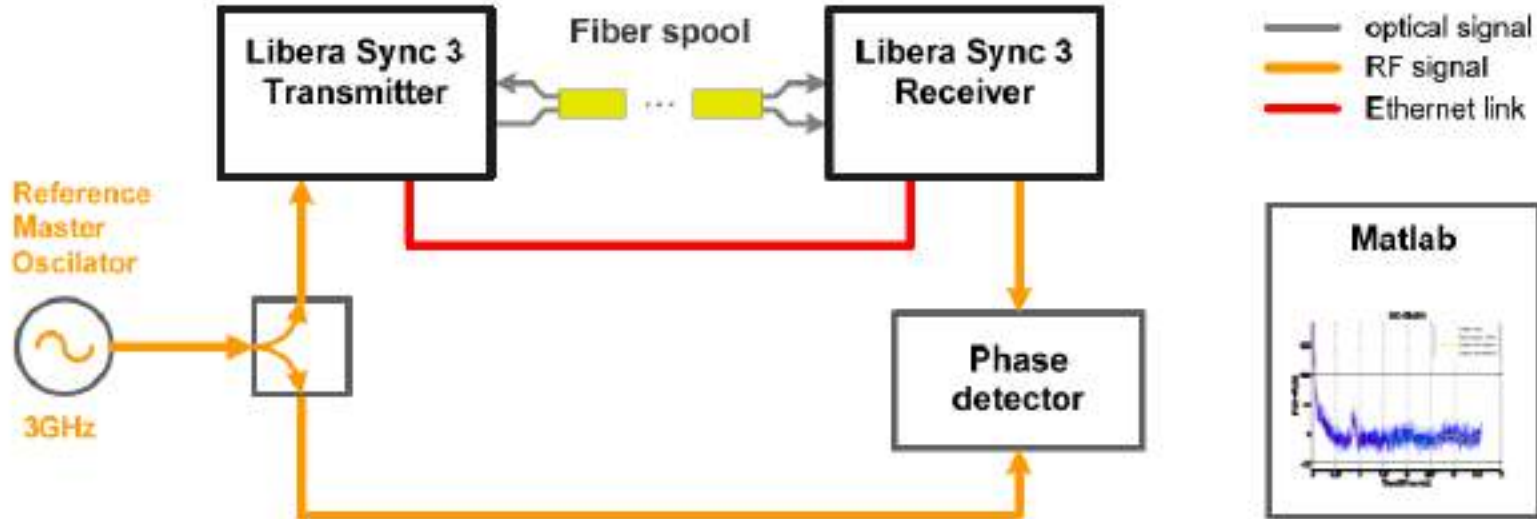 Libera Sync 3
Transmitter
Fiber spool
...
Libera Sync 3
Receiver
optical signal
RF signal
Ethernet link
Reference
Master
Oscilator
3GHz
Phase
detector
Matlab